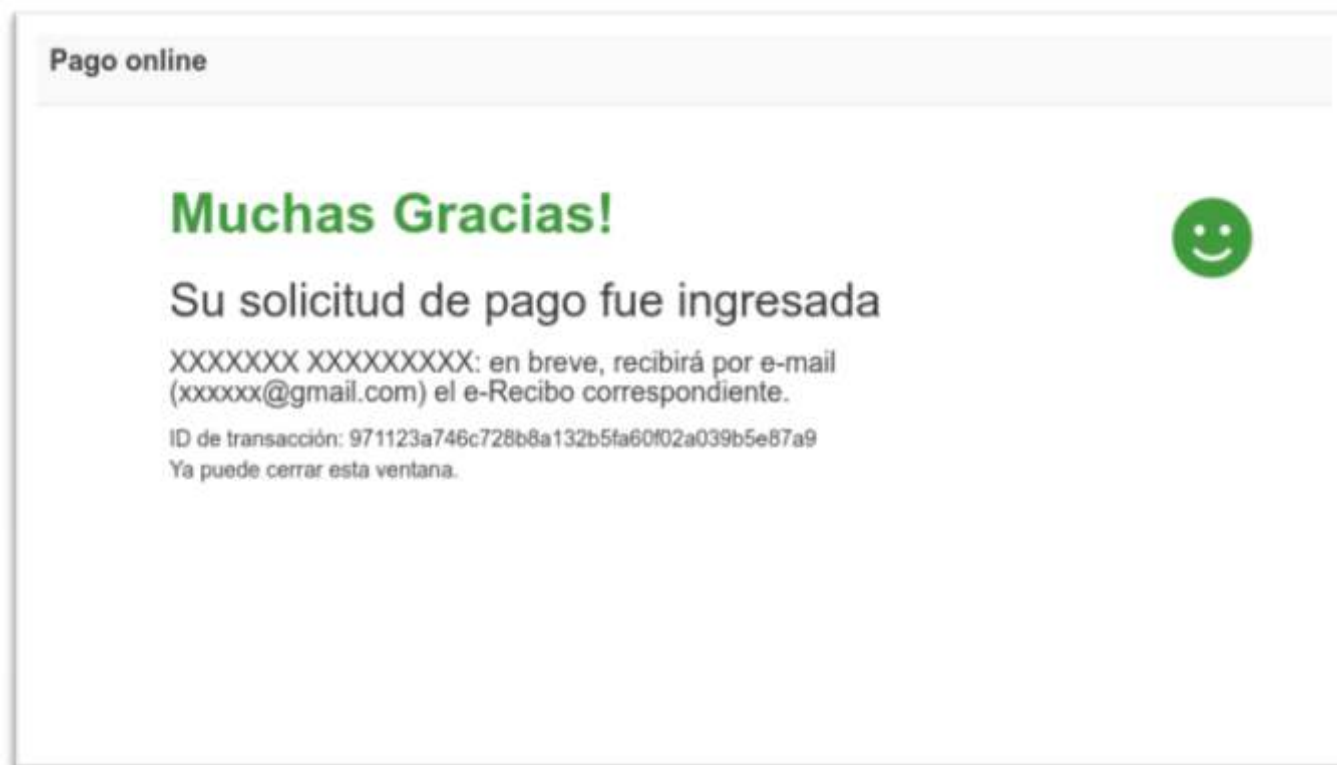 Pago online
Muchas Gracias!
Su solicitud de pago fue ingresada
XXXXXXX XXXXXXXXX: en breve, recibirá por e-mail
(xxxxxx@gmail.com) el e-Recibo correspondiente.
ID de transacción: 971123a746c728b8a132b5fa60f02a039b5e87a9
Ya puede cerrar esta ventana.